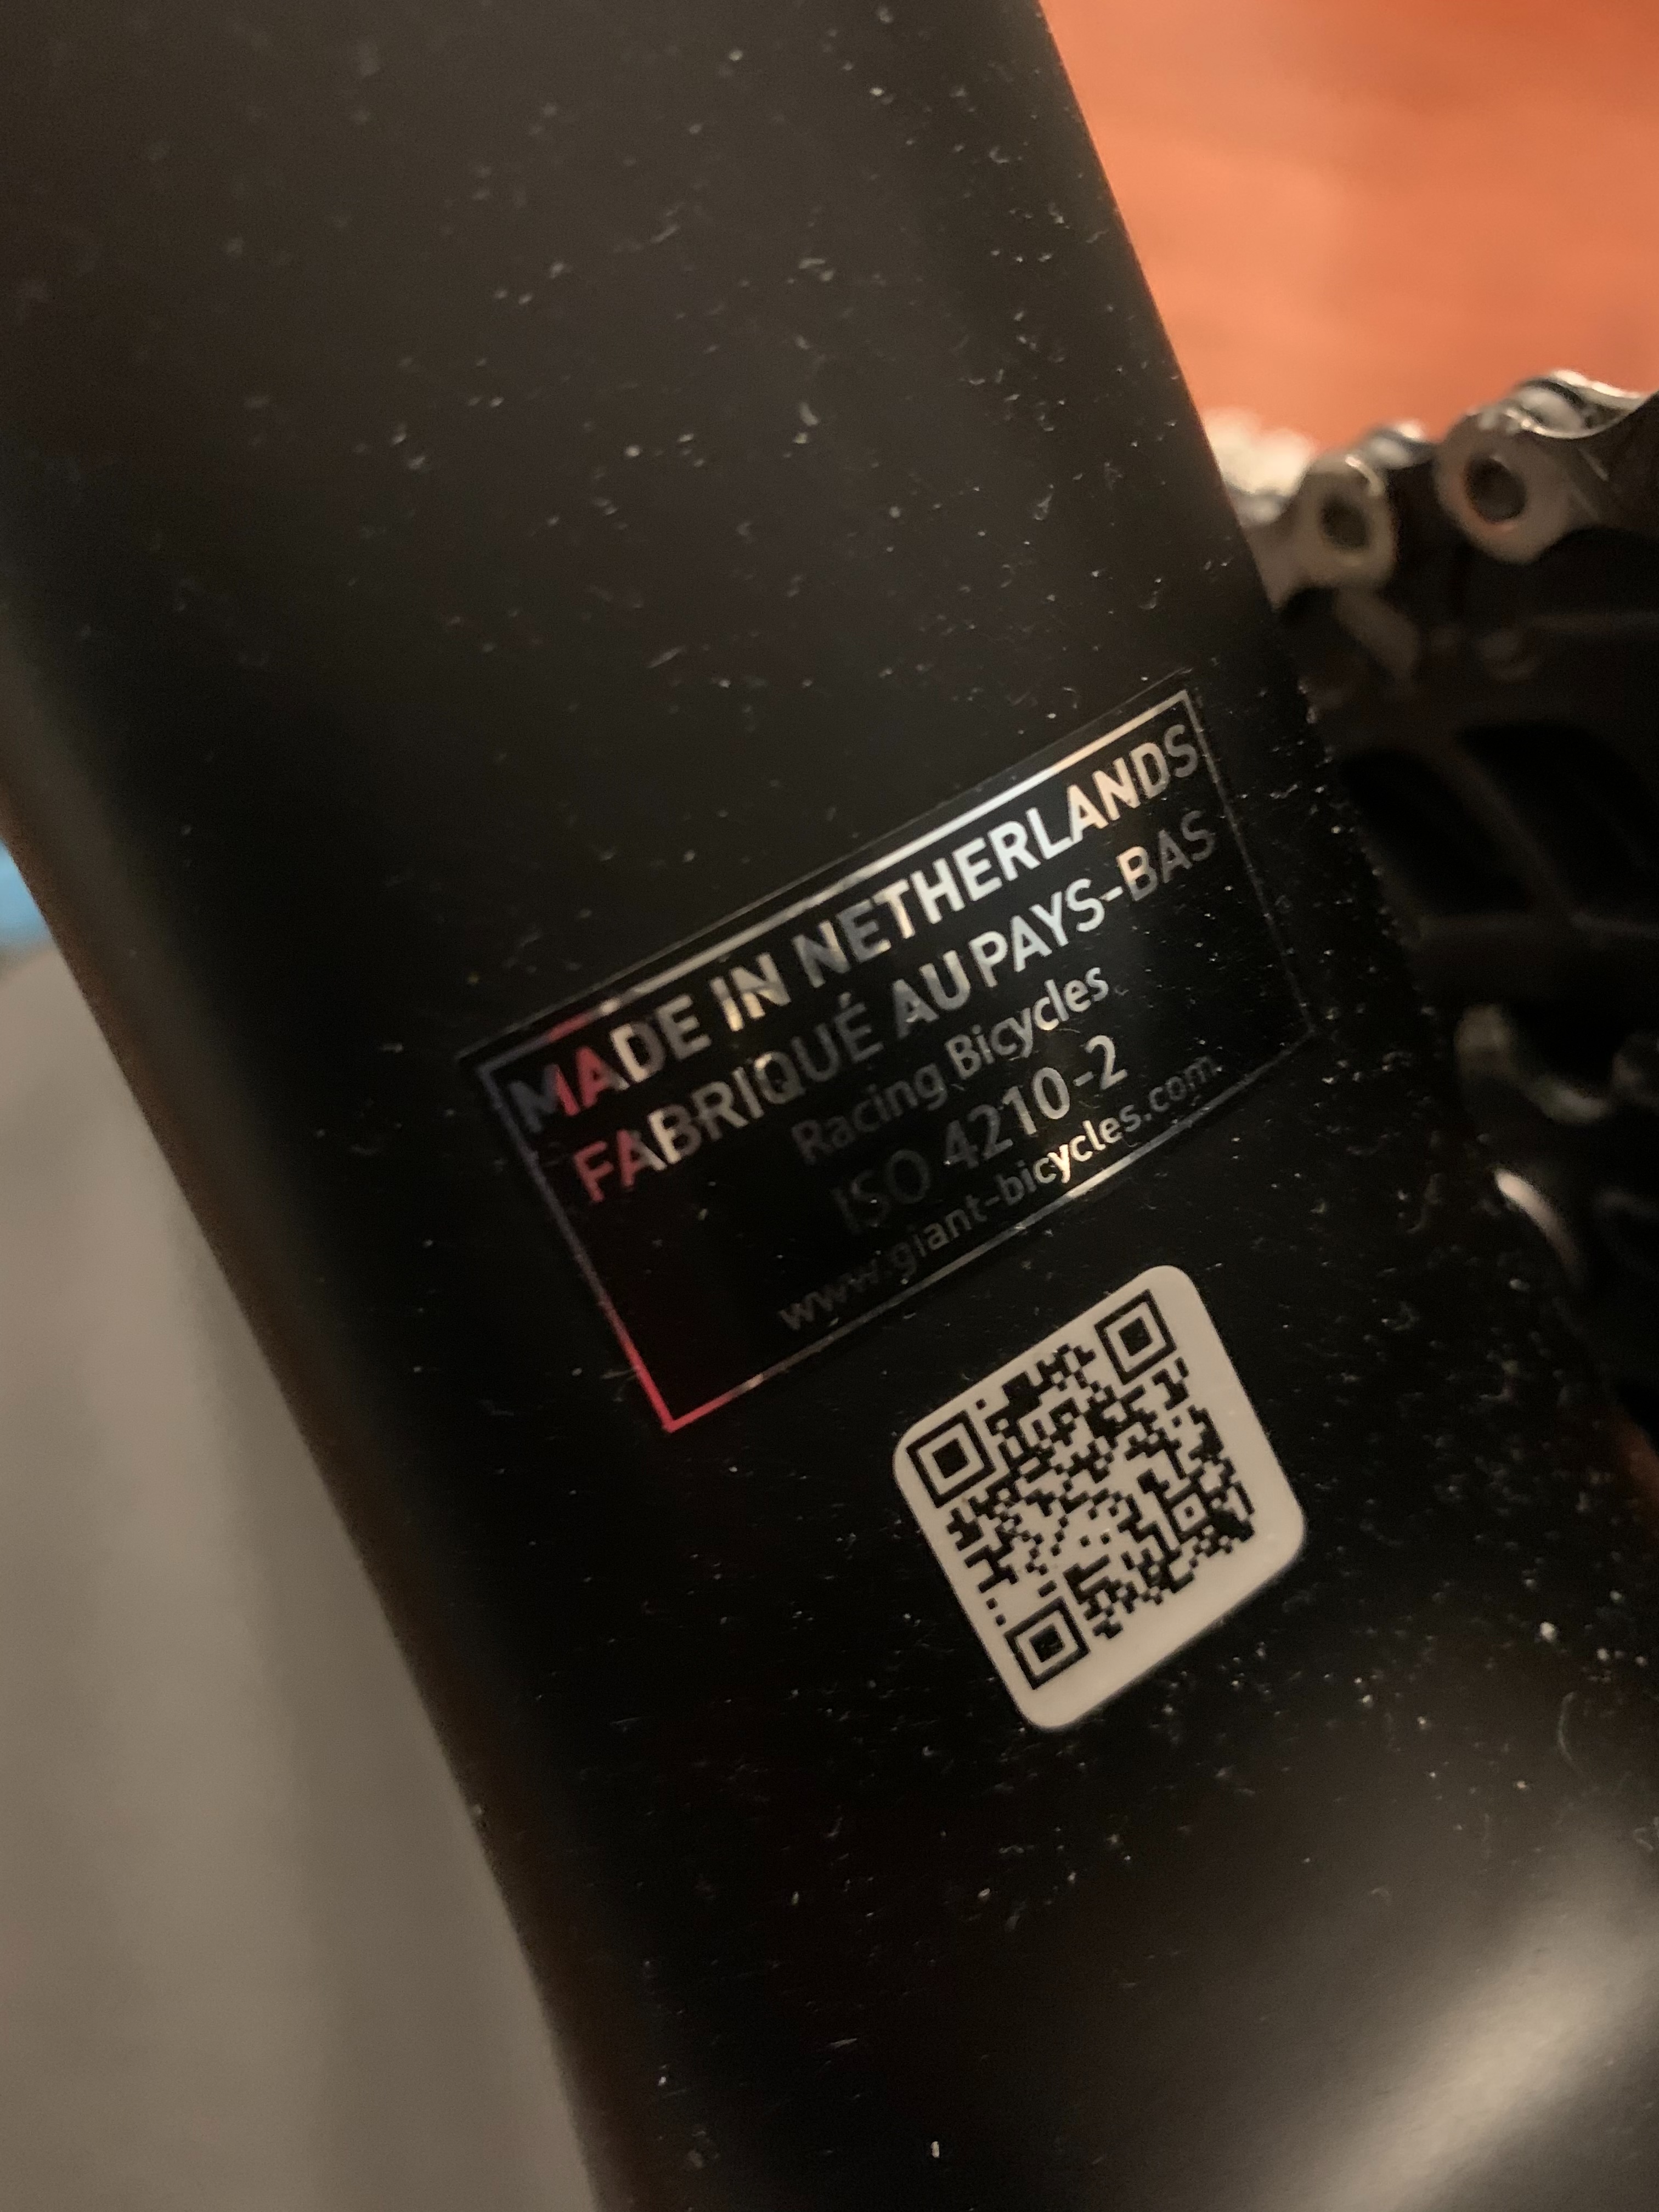 MADE IN NETHERLANDS
FABRIQUÉ AU PAYS-BAS
Racing Bicycles
ISO 4210-2
www.giant-bicycles.com